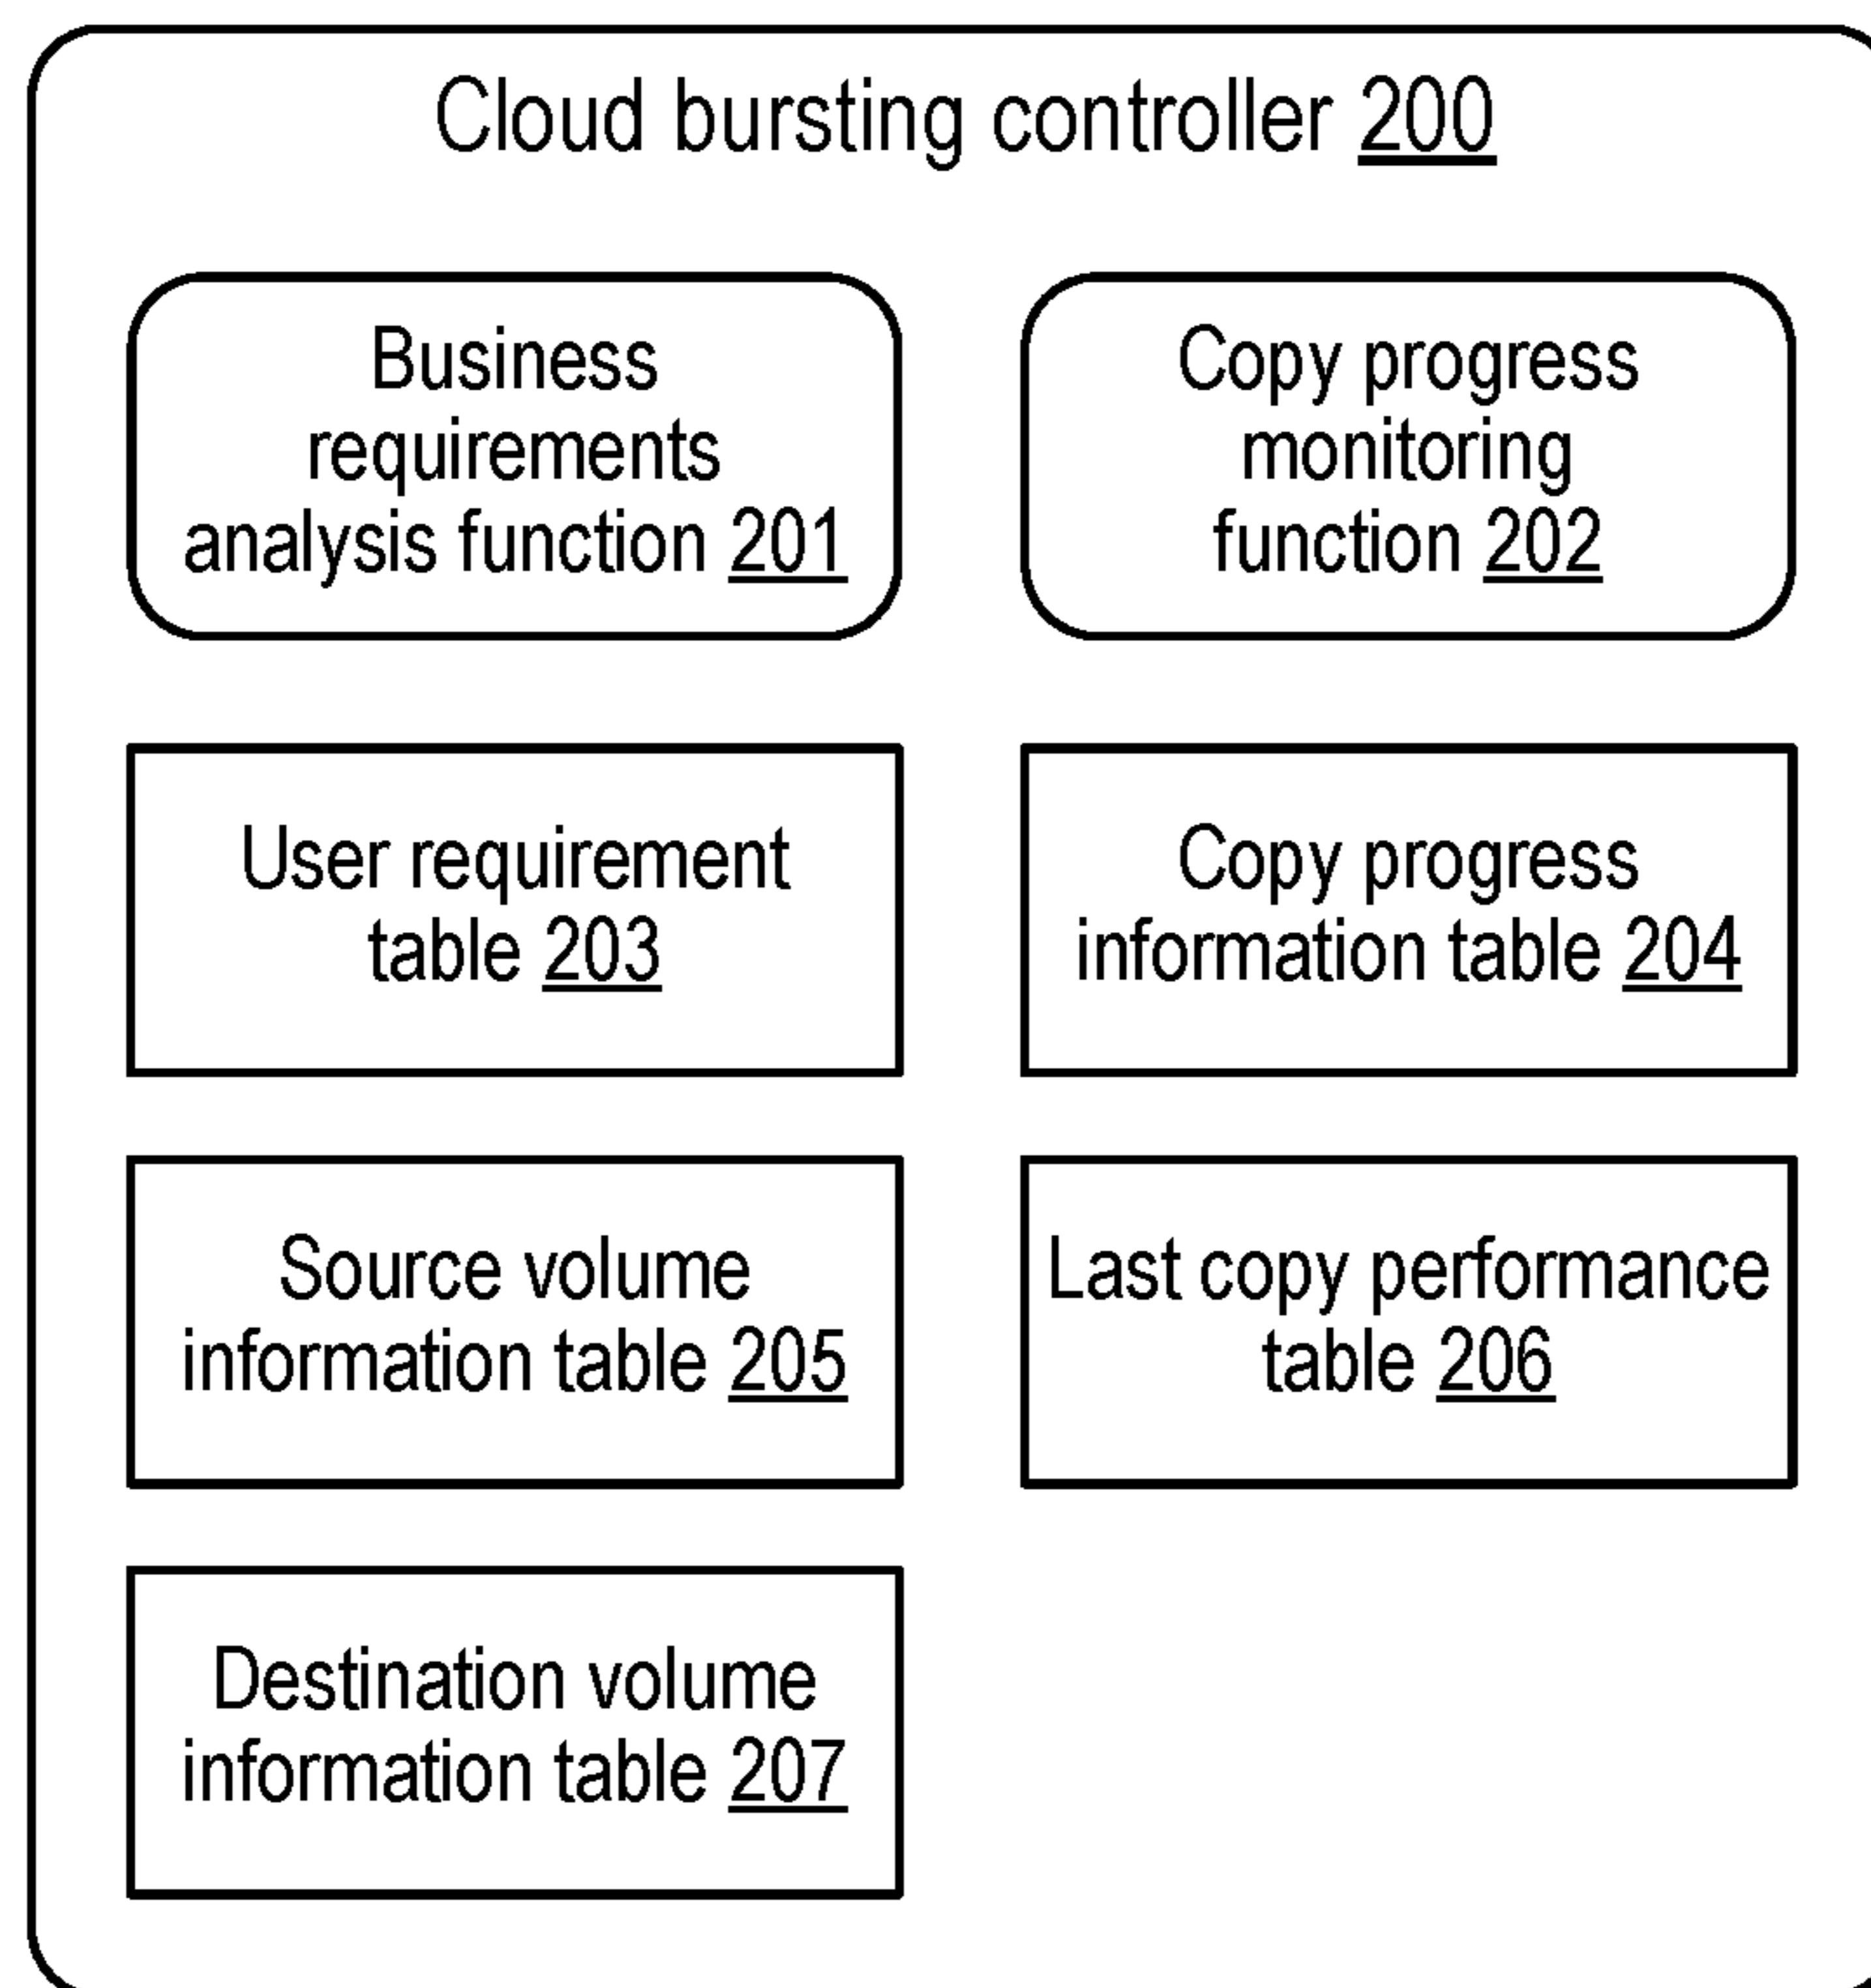 Cloud bursting controller 200
Business
requirements
analysis function 201
Copy progress
monitoring
function 202
User requirement
table 203
Copy progress
information table 204
Source volume
information table 205
Last copy performance
table 206
Destination volume
information table 207